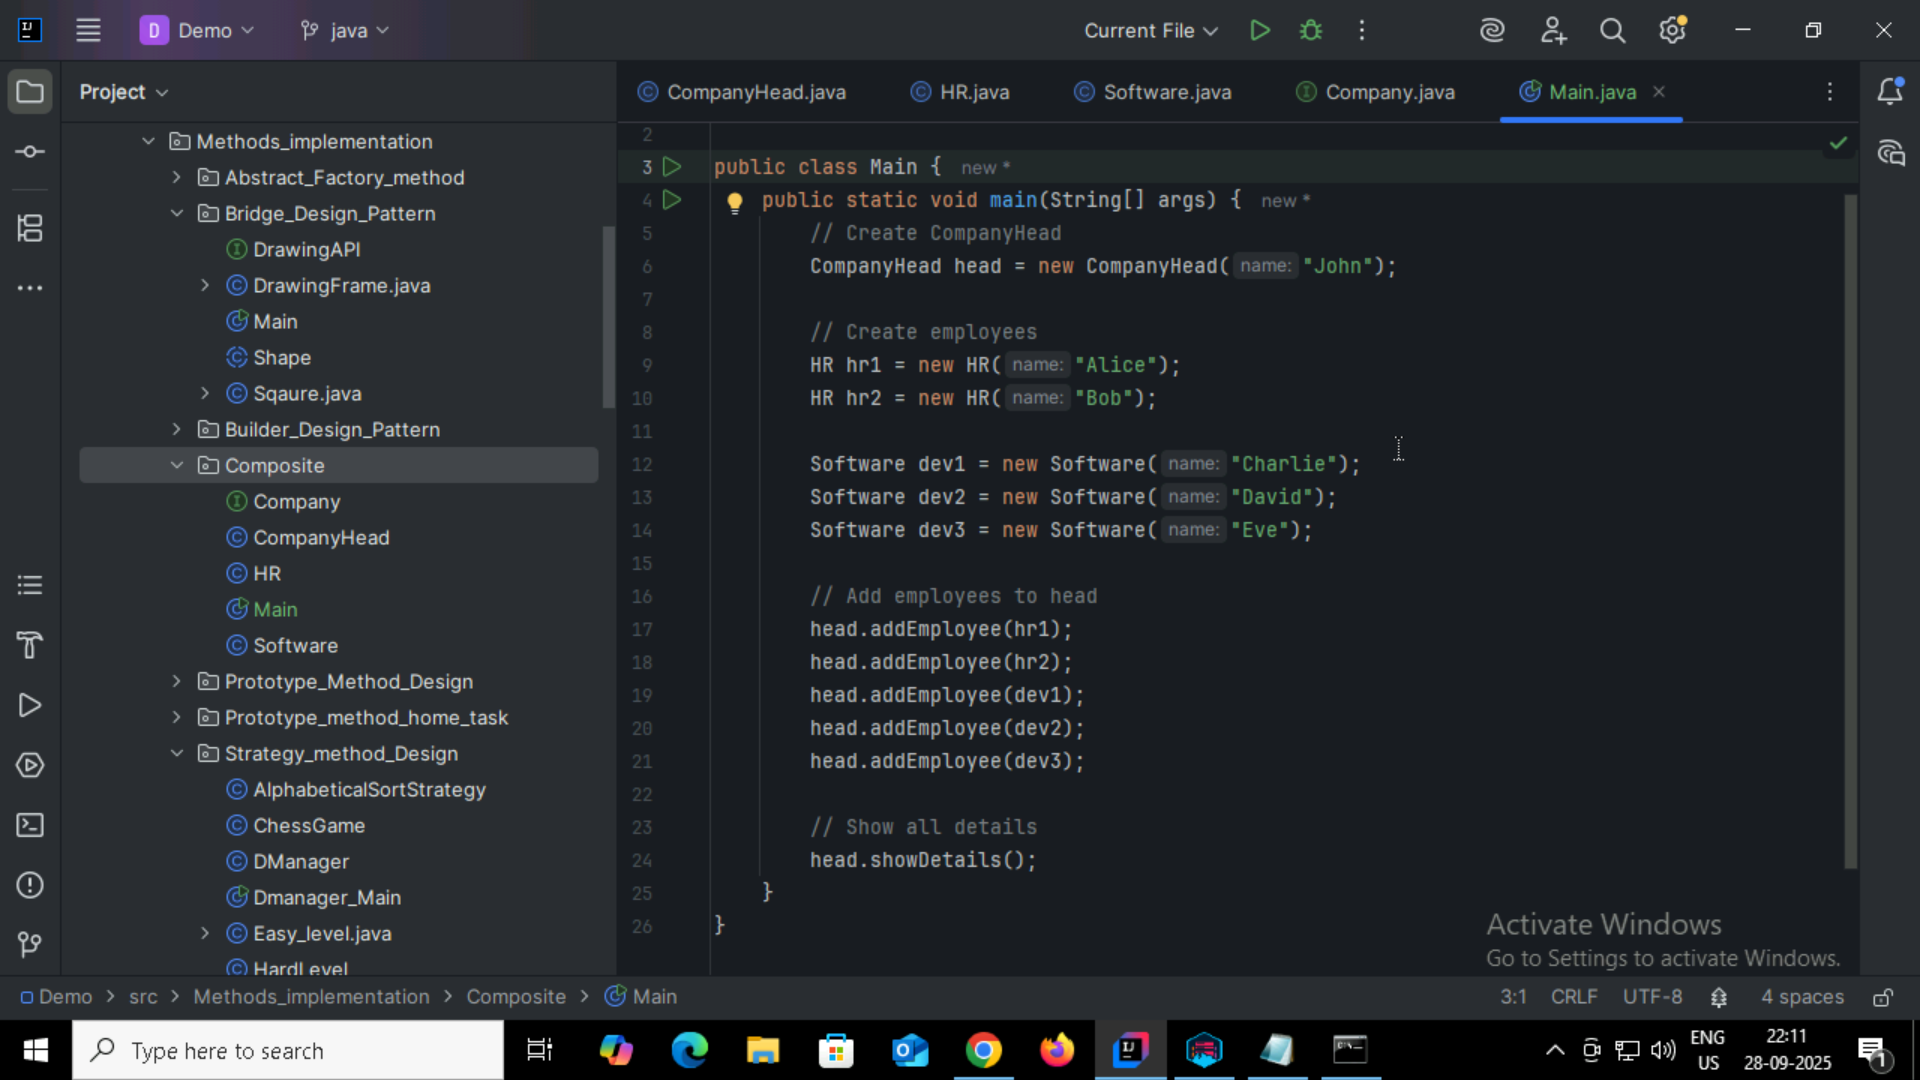 D Demo java Current File
Project
CompanyHead.java HR.java Software.java Company.java Main.java
Methods_implementation
Abstract_Factory_method
Bridge_Design_Pattern
DrawingAPI
DrawingFrame.java
Main
Shape
Sqaure.java
Builder_Design_Pattern
Composite
Company
CompanyHead
HR
Main
Software
Prototype_Method_Design
Prototype_method_home_task
Strategy_method_Design
AlphabeticalSortStrategy
ChessGame
DManager
Dmanager_Main
Easy_level.java
HardLevel
2
3 public class Main { new *
4 public static void main(String[] args) { new *
5 // Create CompanyHead
6 CompanyHead head = new CompanyHead( name: "John");
7
8 // Create employees
9 HR hr1 = new HR( name: "Alice");
10 HR hr2 = new HR( name: "Bob");
11
12 Software dev1 = new Software( name: "Charlie");
13 Software dev2 = new Software( name: "David");
14 Software dev3 = new Software( name: "Eve");
15
16 // Add employees to head
17 head.addEmployee(hr1);
18 head.addEmployee(hr2);
19 head.addEmployee(dev1);
20 head.addEmployee(dev2);
21 head.addEmployee(dev3);
22
23 // Show all details
24 head.showDetails();
25 }
26 }
Activate Windows
Go to Settings to activate Windows.
Demo > src > Methods_implementation > Composite > Main 3:1 CRLF UTF-8 4 spaces
Type here to search
ENG
US
22:11
28-09-2025
1